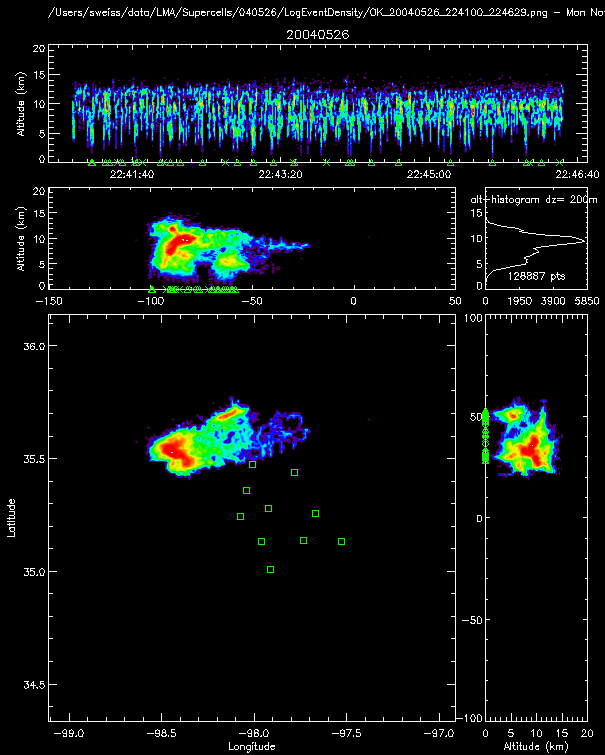 /Users/sweiss/data/LMA/Supercells/040526/LogEventDensity/OK_20040526_224100_224629.png – Mon No
20040526
20
15
10
5
0
Altitude (km)
22:41:40 22:43:20 22:45:00 22:46:40
20
15
10
5
0
Altitude (km)
−150 −100 −50 0 50
alt−histogram dz= 200m
20
15
10
5
0
128887 pts
0 1950 3900 5850
36.0
35.5
35.0
34.5
Latitude
−99.0 −98.5 −98.0 −97.5 −97.0
Longitude
100
50
0
−50
−100
0 5 10 15 20
Altitude (km)